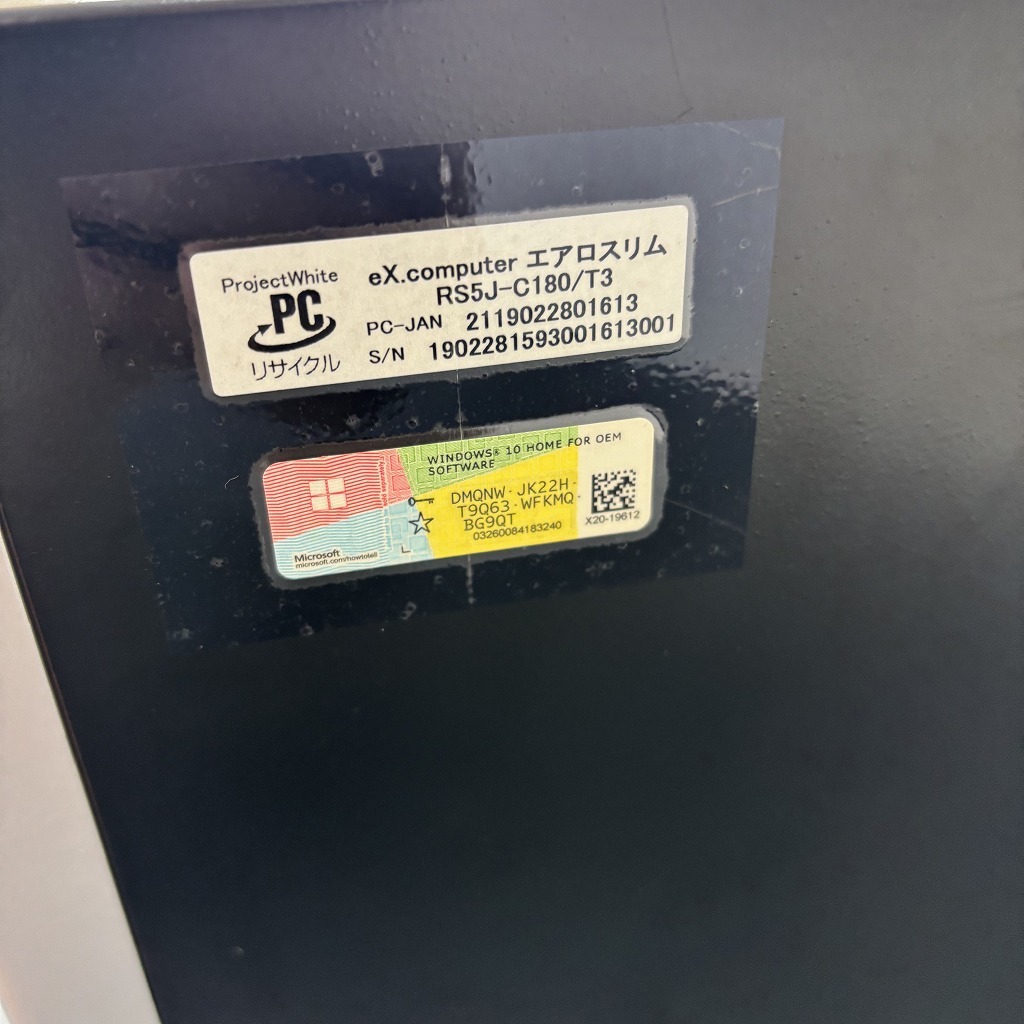 ProjectWhite
PC
リサイクル
eX.computer エアロスリム
RS5J-C180/T3
PC-JAN 2119022801613
S/N 1902281593001613001
WINDOWS® 10 HOME FOR OEM
SOFTWARE
DMQNW-JK22H-
T9Q63-WFKMQ
BG9QT
03260084183240
X20-19612
Microsoft
microsoft.com/howtotell